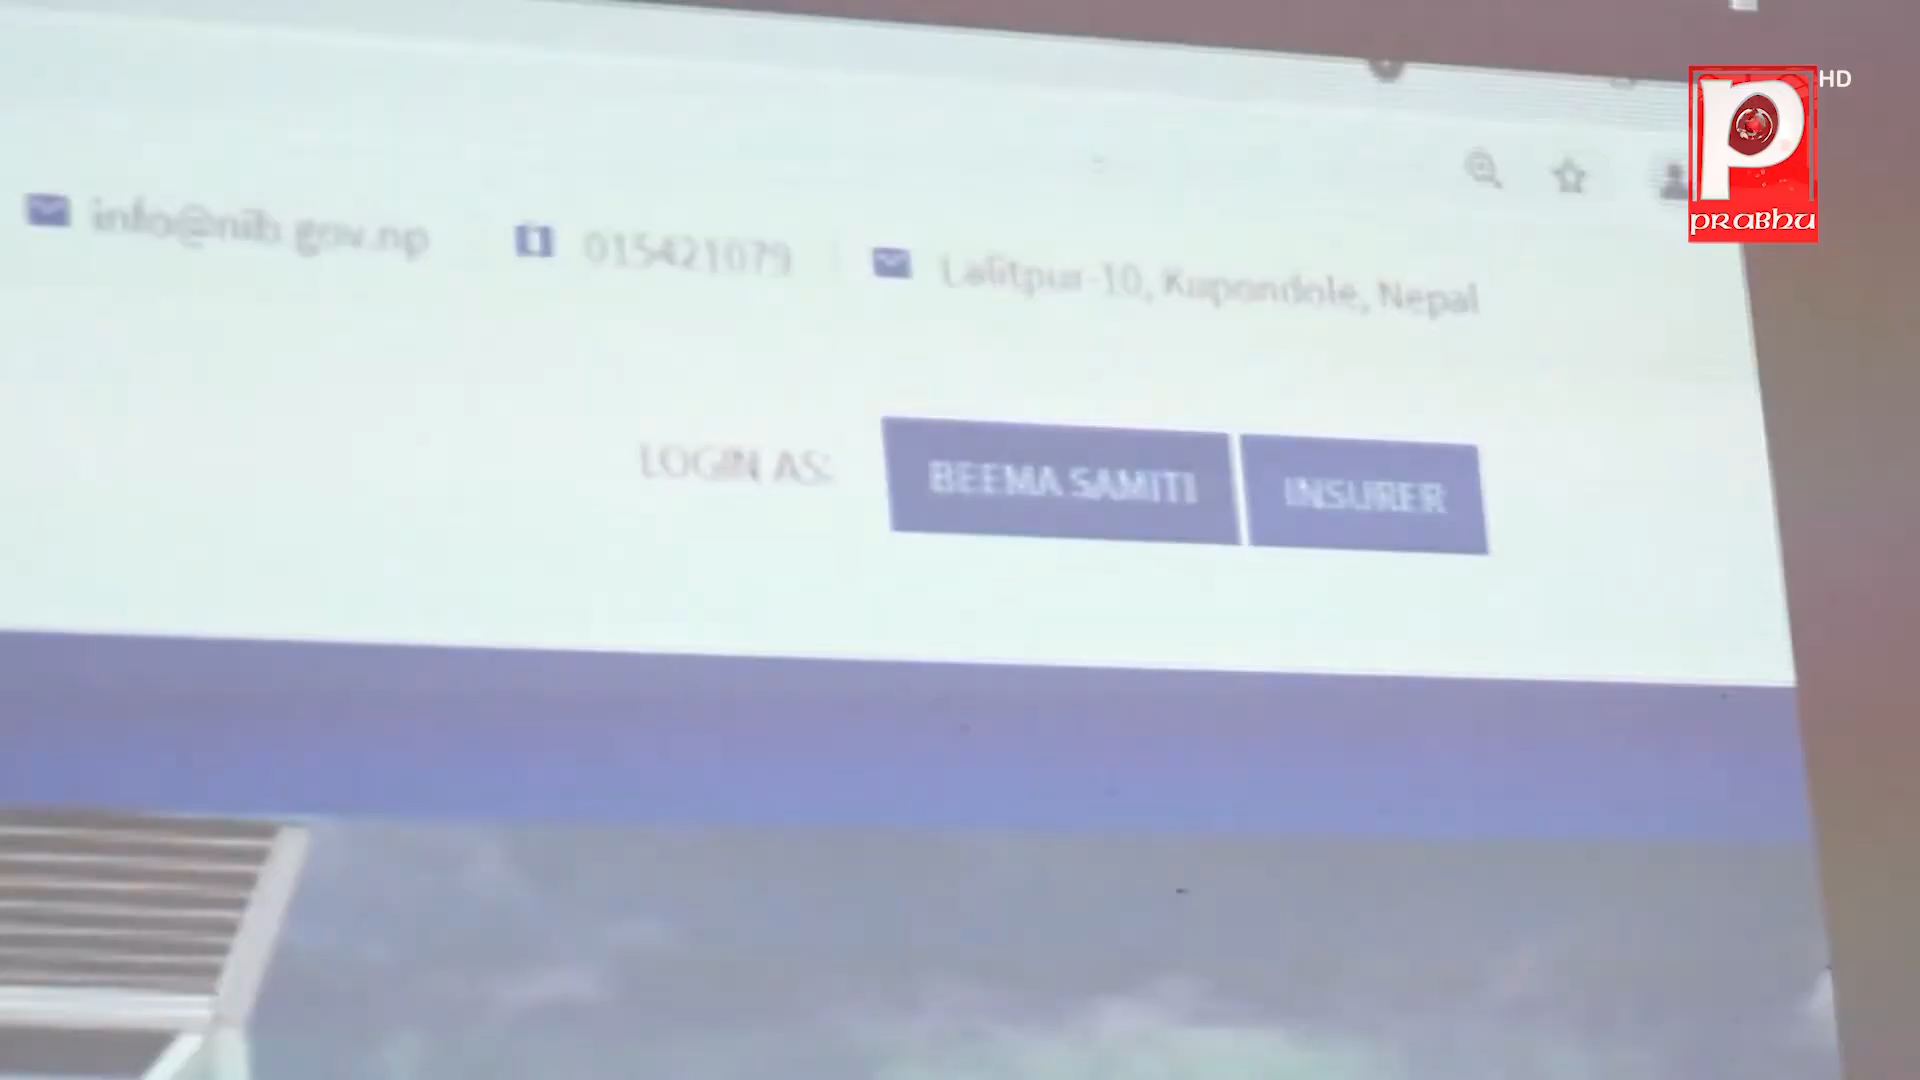 HD
PRABHU
info@nib.gov.np 015421079 Lalitpur-10, Kupondole, Nepal
LOGIN AS: BEEMA SAMITI INSURER